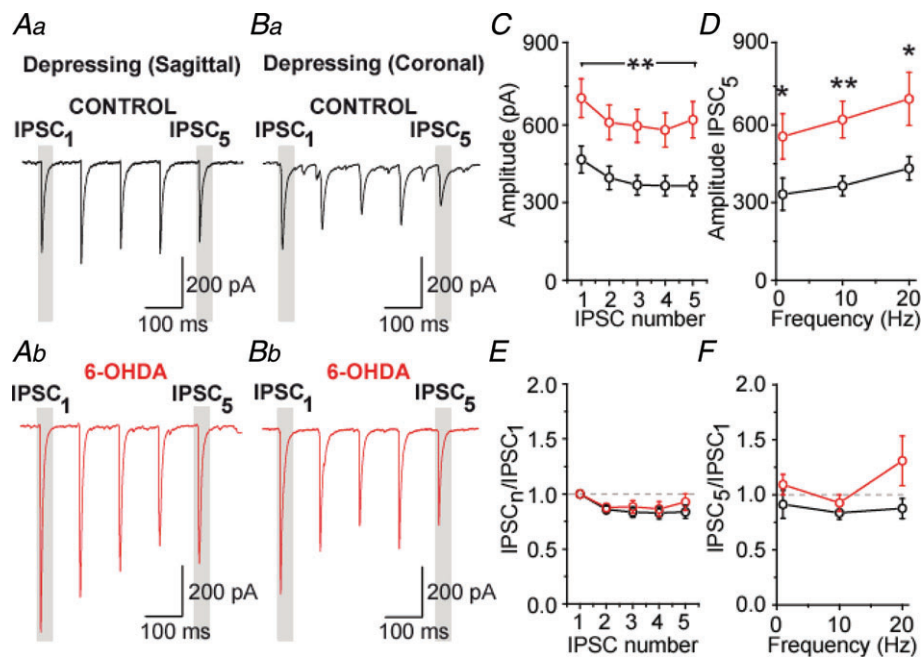 Aa
Depressing (Sagittal)
CONTROL
IPSC1
IPSC5
200 pA
100 ms
Ba
Depressing (Coronal)
CONTROL
IPSC1
IPSC5
200 pA
100 ms
C
900
600
300
0
Amplitude (pA)
**
1 2 3 4 5
IPSC number
D
900
600
300
0
Amplitude IPSC5
* ** *
0 10 20
Frequency (Hz)
Ab
6-OHDA
IPSC1
IPSC5
200 pA
100 ms
Bb
6-OHDA
IPSC1
IPSC5
200 pA
100 ms
E
2.0
1.5
1.0
0.5
0.0
IPSCn/IPSC1
1 2 3 4 5
IPSC number
F
2.0
1.5
1.0
0.5
0.0
IPSC5/IPSC1
0 10 20
Frequency (Hz)